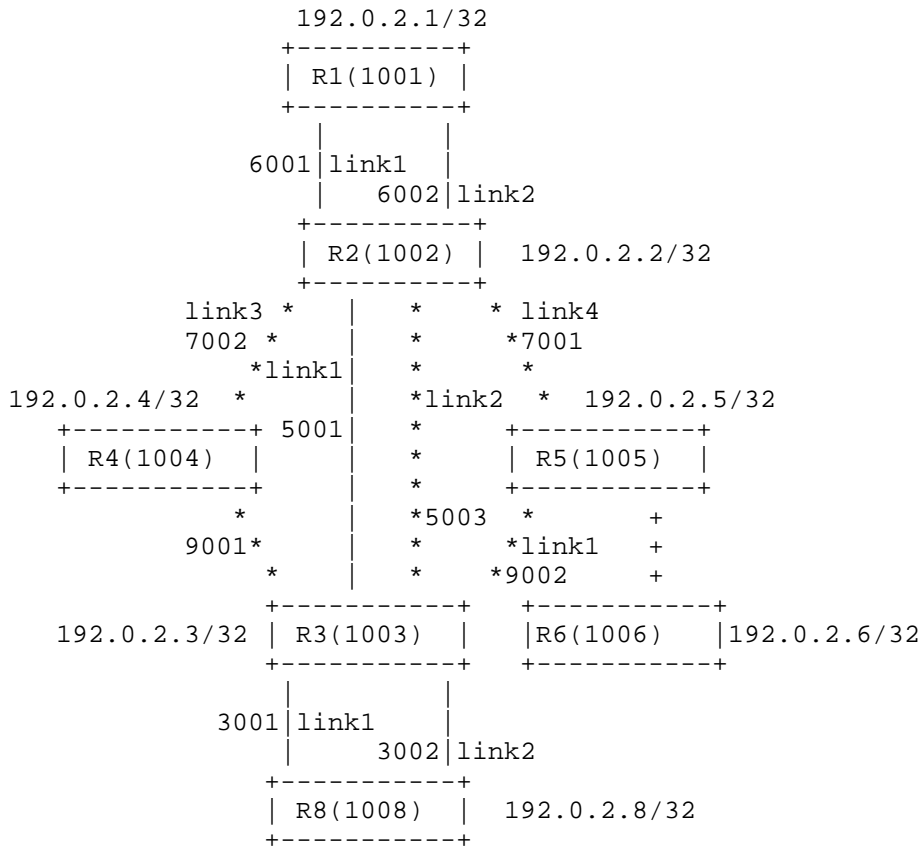 192.0.2.1/32
+----------+
| R1(1001) |
+----------+
|        |
6001|link1   |
|   6002|link2
+----------+
| R2(1002) |  192.0.2.2/32
+----------+
link3 *   |    *    * link4
7002 *     |    *     *7001
*link1|    *      *
192.0.2.4/32  *       |    *link2  *  192.0.2.5/32
+-----------+ 5001|    *     +-----------+
| R4(1004)  |      |    *     | R5(1005)  |
+-----------+      |    *     +-----------+
*       |    *5003  *       +
9001*      |    *     *link1   +
*     |    *    *9002     +
+-----------+   +-----------+
192.0.2.3/32 | R3(1003)  |   |R6(1006)   |192.0.2.6/32
+-----------+   +-----------+
|          |
3001|link1     |
|     3002|link2
+-----------+
| R8(1008)  |  192.0.2.8/32
+-----------+